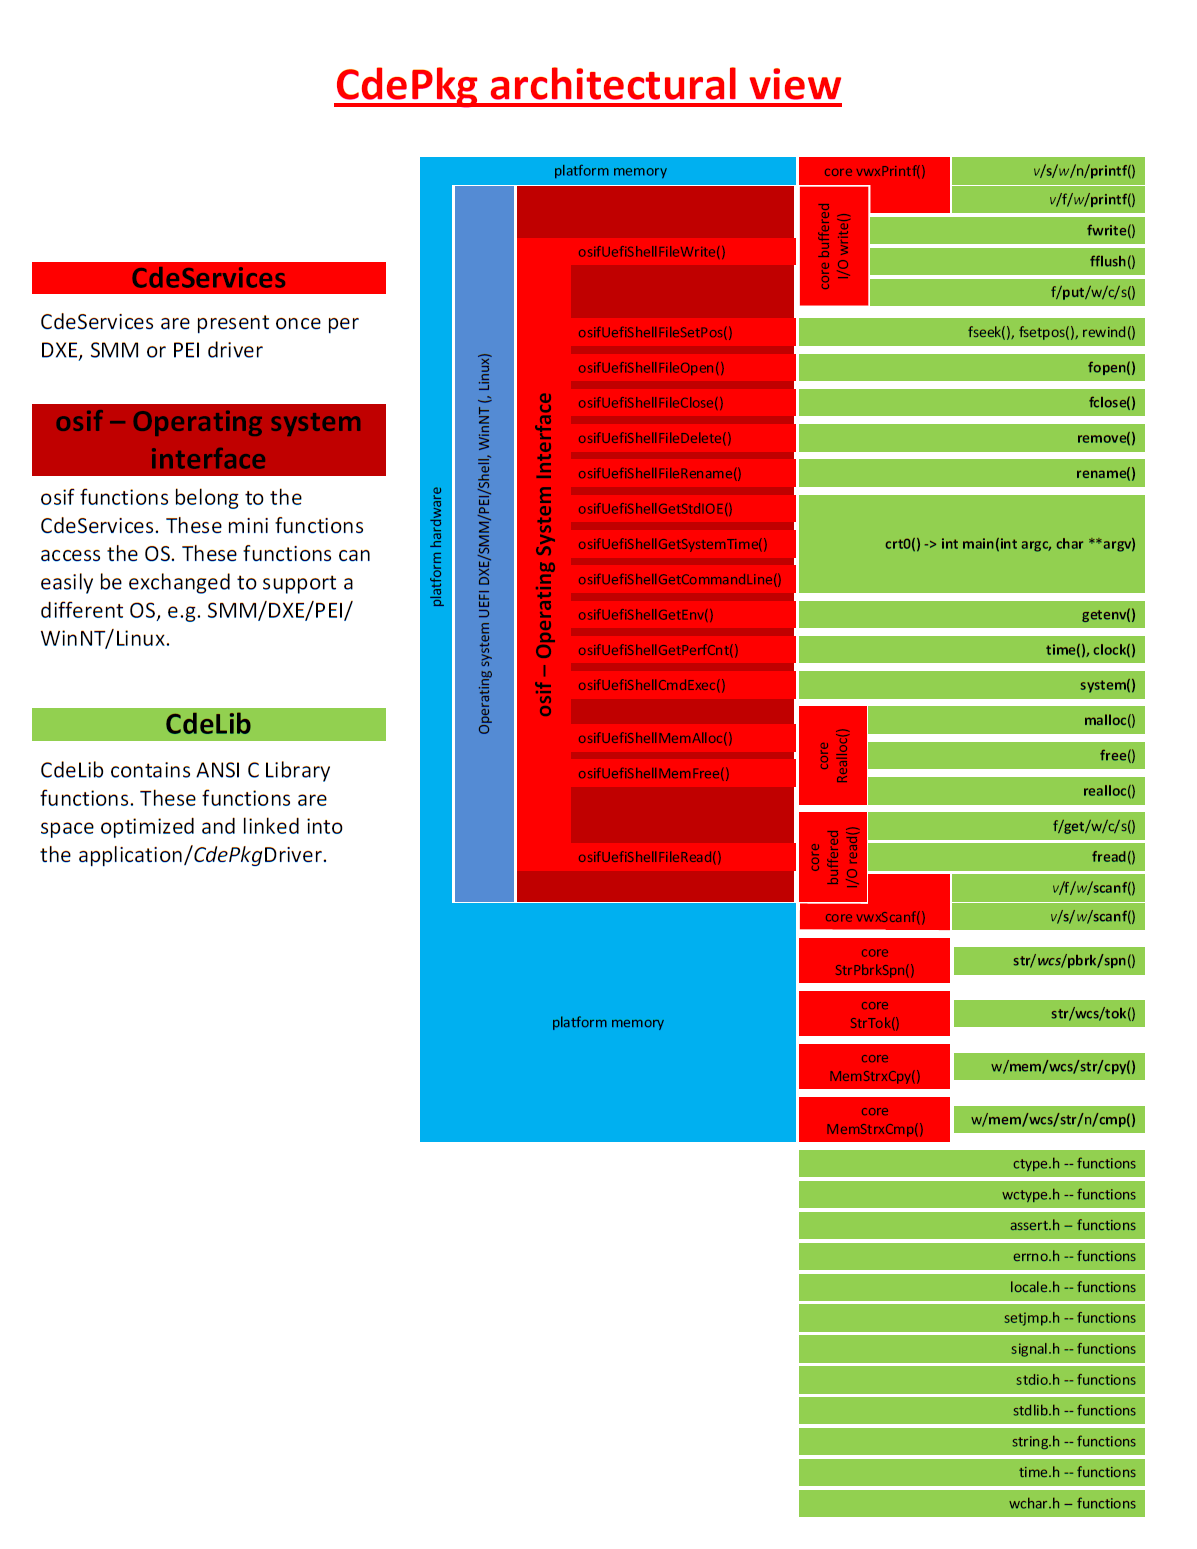 CdePkg architectural view
CdeServices
CdeServices are present once per
DXE, SMM or PEI driver
osif – Operating system
interface
osif functions belong to the
CdeServices. These mini functions
access the OS. These functions can
easily be exchanged to support a
different OS, e.g. SMM/DXE/PEI/
WinNT/Linux.
CdeLib
CdeLib contains ANSI C Library
functions. These functions are
space optimized and linked into
the application/CdePkgDriver.
platform memory
platform hardware
Operating system UEFI DXE/SMM/PEI/Shell, WinNT (, Linux)
osif – Operating System Interface
osifUefiShellFileWrite()
osifUefiShellFileSetPos()
osifUefiShellFileOpen()
osifUefiShellFileClose()
osifUefiShellFileDelete()
osifUefiShellFileRename()
osifUefiShellGetStdIOE()
osifUefiShellGetSystemTime()
osifUefiShellGetCommandLine()
osifUefiShellGetEnv()
osifUefiShellGetPerfCnt()
osifUefiShellCmdExec()
osifUefiShellMemAlloc()
osifUefiShellMemFree()
osifUefiShellFileRead()
platform memory
core vwxPrintf()
core buffered
I/O write()
core
Realloc()
core
buffered
I/O read()
core vwxScanf()
core
StrPbrkSpn()
core
StrTok()
core
MemStrxCpy()
core
MemStrxCmp()
v/s/w/n/printf()
v/f/w/printf()
fwrite()
fflush()
f/put/w/c/s()
fseek(), fsetpos(), rewind()
fopen()
fclose()
remove()
rename()
crt0() -> int main(int argc, char **argv)
getenv()
time(), clock()
system()
malloc()
free()
realloc()
f/get/w/c/s()
fread()
v/f/w/scanf()
v/s/w/scanf()
str/wcs/pbrk/spn()
str/wcs/tok()
w/mem/wcs/str/cpy()
w/mem/wcs/str/n/cmp()
ctype.h -- functions
wctype.h -- functions
assert.h – functions
errno.h -- functions
locale.h -- functions
setjmp.h -- functions
signal.h -- functions
stdio.h -- functions
stdlib.h -- functions
string.h -- functions
time.h -- functions
wchar.h – functions